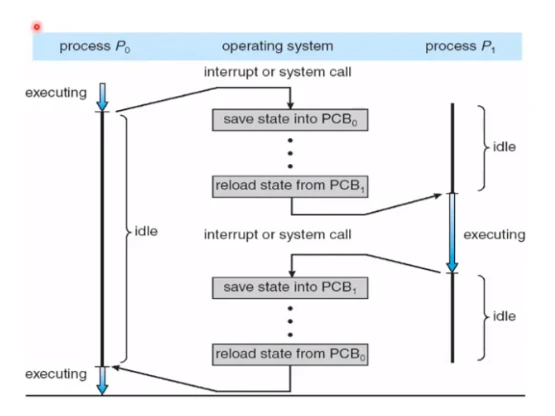 process P₀ operating system process P₁
interrupt or system call
executing
save state into PCB₀
idle
reload state from PCB₁
idle
interrupt or system call
executing
save state into PCB₁
idle
reload state from PCB₀
executing